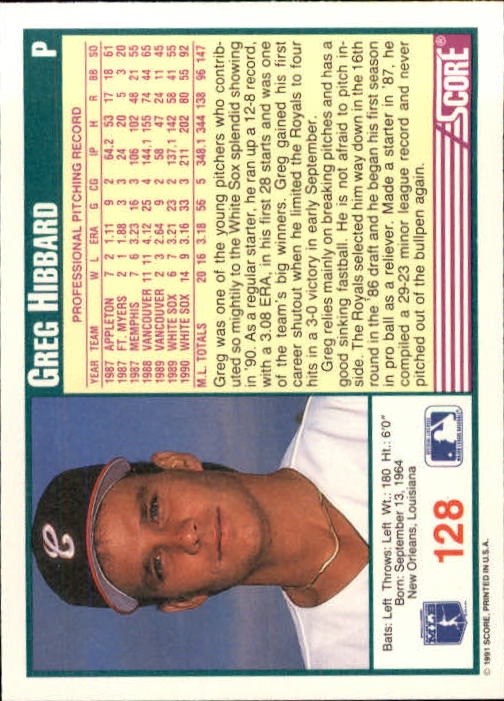 GREG HIBBARD P
PROFESSIONAL PITCHING RECORD
YEAR TEAM W L ERA G CG IP H R BB SO
1987 APPLETON 7 2 1.11 9 2 64.2 53 17 18 61
1987 FT. MYERS 2 1 1.88 3 3 24 20 5 3 20
1987 MEMPHIS 7 6 3.23 16 3 106 102 48 21 55
1988 VANCOUVER 11 11 4.12 25 4 144.1 155 74 44 65
1989 VANCOUVER 2 3 2.64 9 2 58 47 24 11 45
1989 WHITE SOX 6 7 3.21 23 2 137.1 142 58 41 55
1990 WHITE SOX 14 9 3.16 33 3 211 202 80 55 92
M.L. TOTALS 20 16 3.18 56 5 348.1 344 138 96 147
Greg was one of the young pitchers who contrib-
uted so mightily to the White Sox splendid showing
in '90. As a regular starter, he ran up a 12-8 record,
with a 3.08 ERA, in his first 28 starts and was one
of the team's big winners. Greg gained his first
career shutout when he limited the Royals to four
hits in a 3-0 victory in early September.
Greg relies mainly on breaking pitches and has a
good sinking fastball. He is not afraid to pitch in-
side. The Royals selected him way down in the 16th
round in the '86 draft and he began his first season
in pro ball as a reliever. Made a starter in '87, he
compiled a 29-23 minor league record and never
pitched out of the bullpen again.
SCORE
C
Bats: Left Throws: Left Wt.: 180 Ht.: 6'0"
Born: September 13, 1964
New Orleans, Louisiana
128
© 1991 SCORE, PRINTED IN U.S.A.